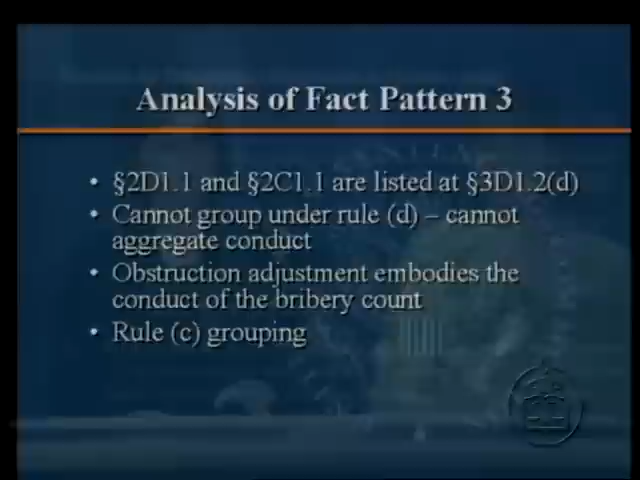 Analysis of Fact Pattern 3
• §2D1.1 and §2C1.1 are listed at §3D1.2(d)
• Cannot group under rule (d) – cannot
aggregate conduct
• Obstruction adjustment embodies the
conduct of the bribery count
• Rule (c) grouping